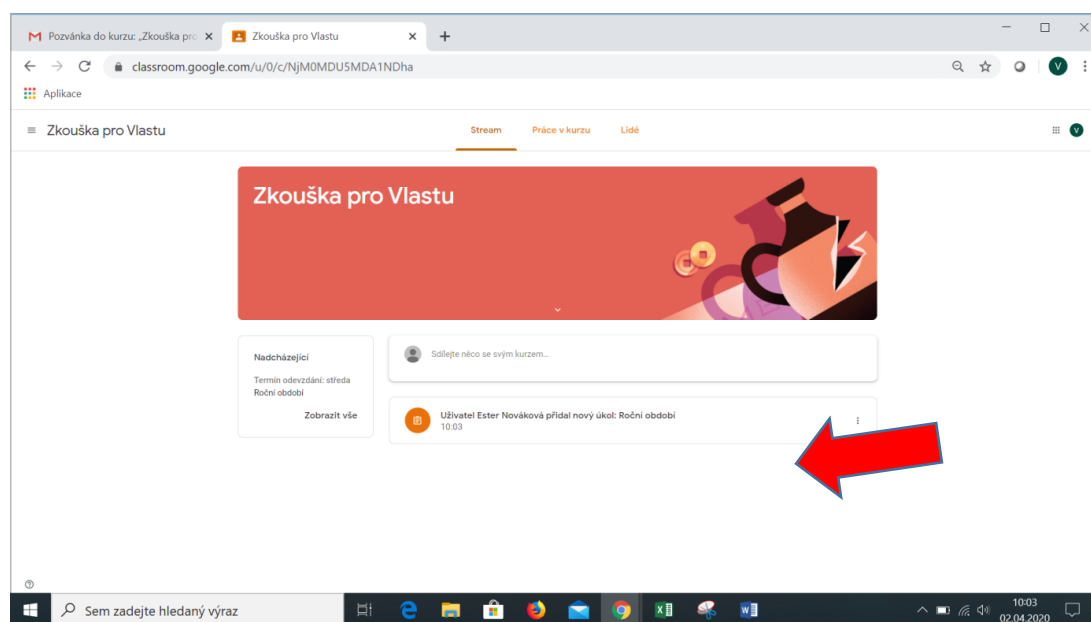 Pozvánka do kurzu: „Zkouška pro
Zkouška pro Vlastu
classroom.google.com/u/0/c/NjM0MDU5MDA1NDha
V
Aplikace
Zkouška pro Vlastu
Stream
Práce v kurzu
Lidé
V
Zkouška pro Vlastu
Nadcházející
Termín odevzdání: středa
Roční období
Zobrazit vše
Sdílejte něco se svým kurzem...
Uživatel Ester Nováková přidal nový úkol: Roční období
10:03
Sem zadejte hledaný výraz
10:03
02.04.2020